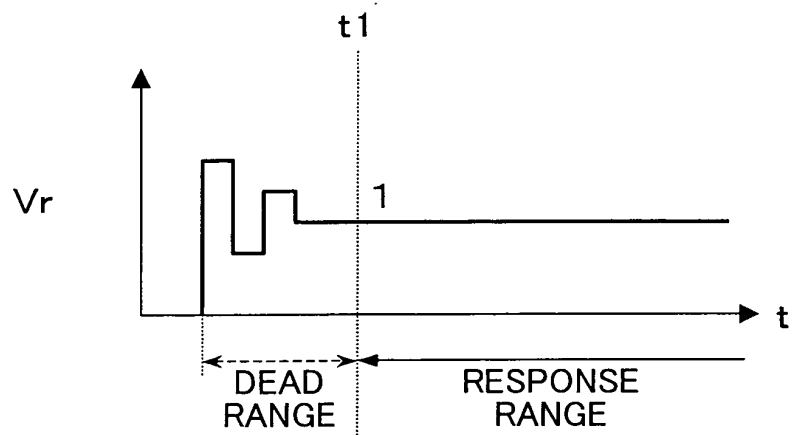 t1
Vr
1
t
DEAD
RANGE
RESPONSE
RANGE